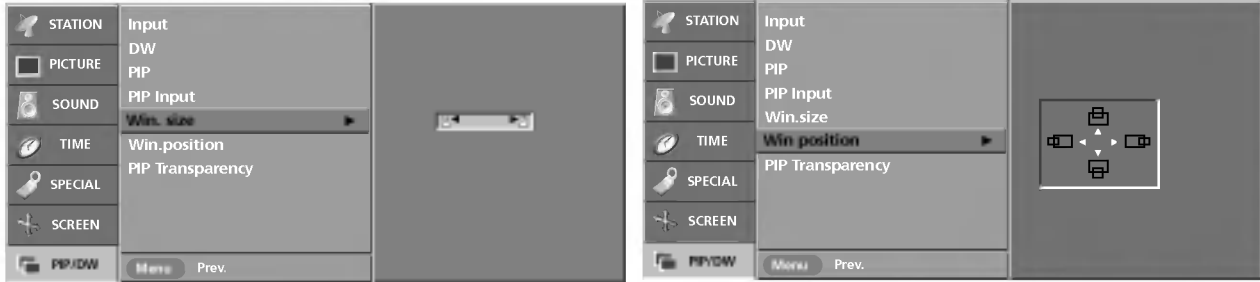 STATION
PICTURE
SOUND
TIME
SPECIAL
SCREEN
PIP/DW
Input
DW
PIP
PIP Input
Win. size
Win.position
PIP Transparency
Menu Prev.
STATION
PICTURE
SOUND
TIME
SPECIAL
SCREEN
PIP/DW
Input
DW
PIP
PIP Input
Win.size
Win position
PIP Transparency
Menu Prev.